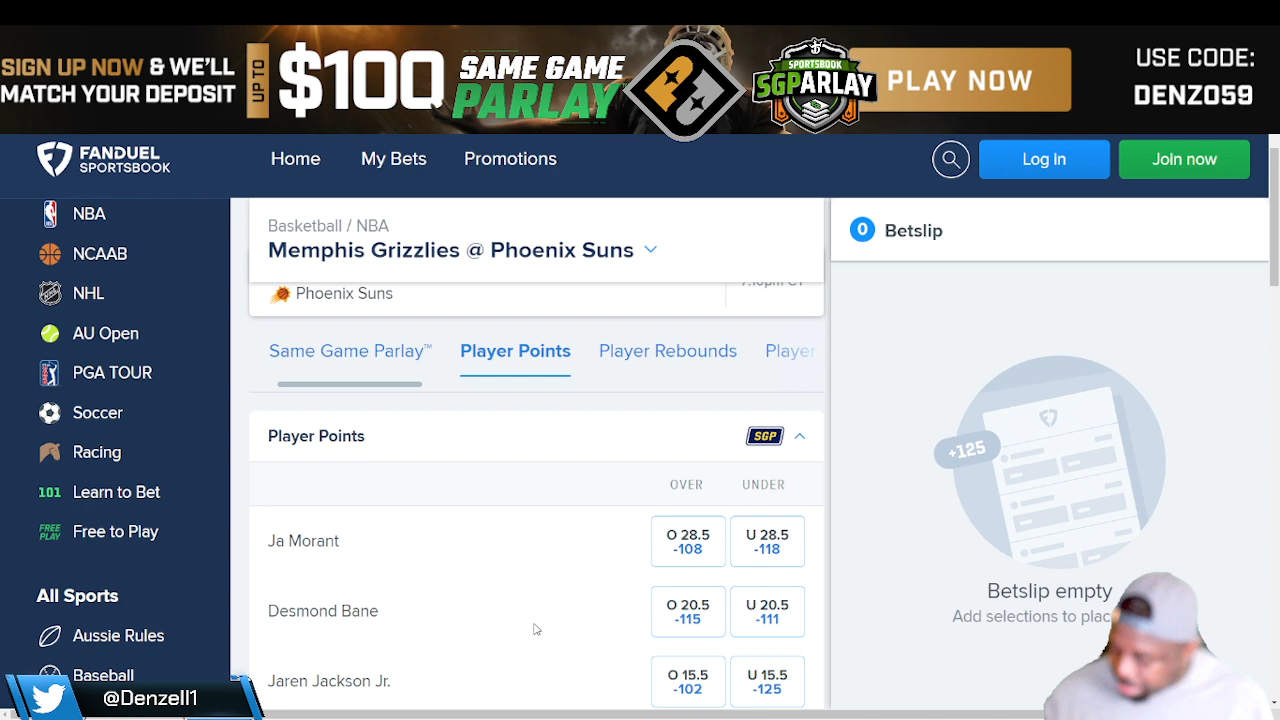 SIGN UP NOW & WE'LL
MATCH YOUR DEPOSIT
UP TO
$100
SAME GAME
PARLAY
SPORTSBOOK
SGPARLAY
PLAY NOW
USE CODE:
DENZO59
FANDUEL
SPORTSBOOK
Home
My Bets
Promotions
Log in
Join now
NBA
NCAAB
NHL
AU Open
PGA TOUR
Soccer
Racing
101 Learn to Bet
FREE
PLAY
Free to Play
All Sports
Aussie Rules
Baseball
@Denzell1
Basketball / NBA
Memphis Grizzlies @ Phoenix Suns
Phoenix Suns
Same Game Parlay™
Player Points
Player Rebounds
Player
Player Points
SGP
OVER
UNDER
Ja Morant
O 28.5
-108
U 28.5
-118
Desmond Bane
O 20.5
-115
U 20.5
-111
Jaren Jackson Jr.
O 15.5
-102
U 15.5
-125
0 Betslip
+125
Betslip empty
Add selections to plac